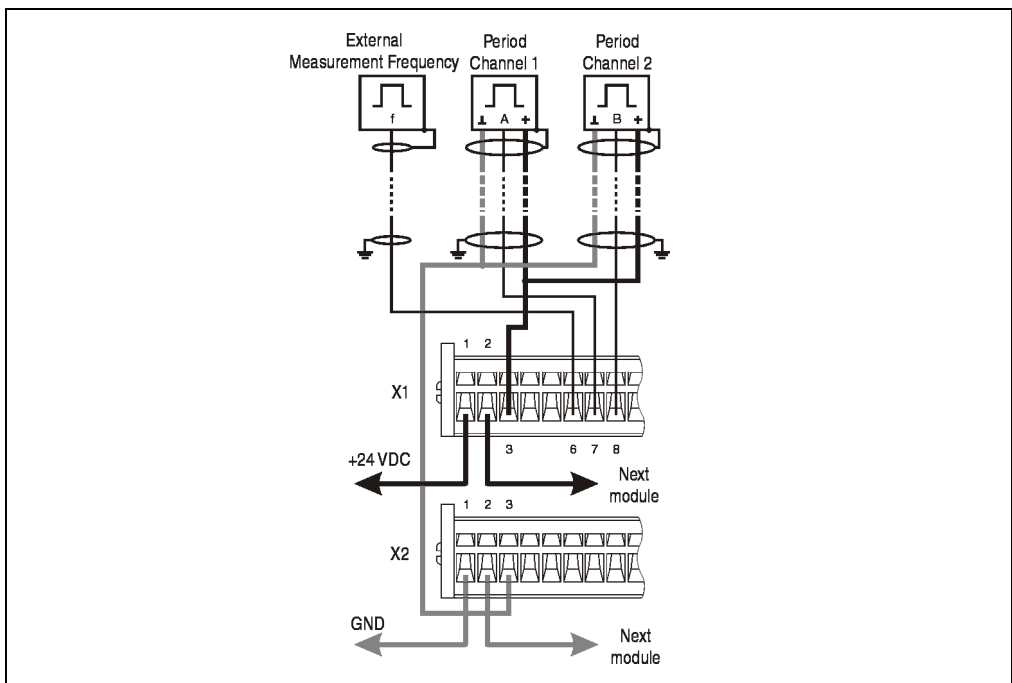 External
Measurement Frequency
Period
Channel 1
Period
Channel 2
f
⊥ A +
⊥ B +
1 2
X1
3 6 7 8
+24 VDC
Next
module
1 2 3
X2
GND
Next
module